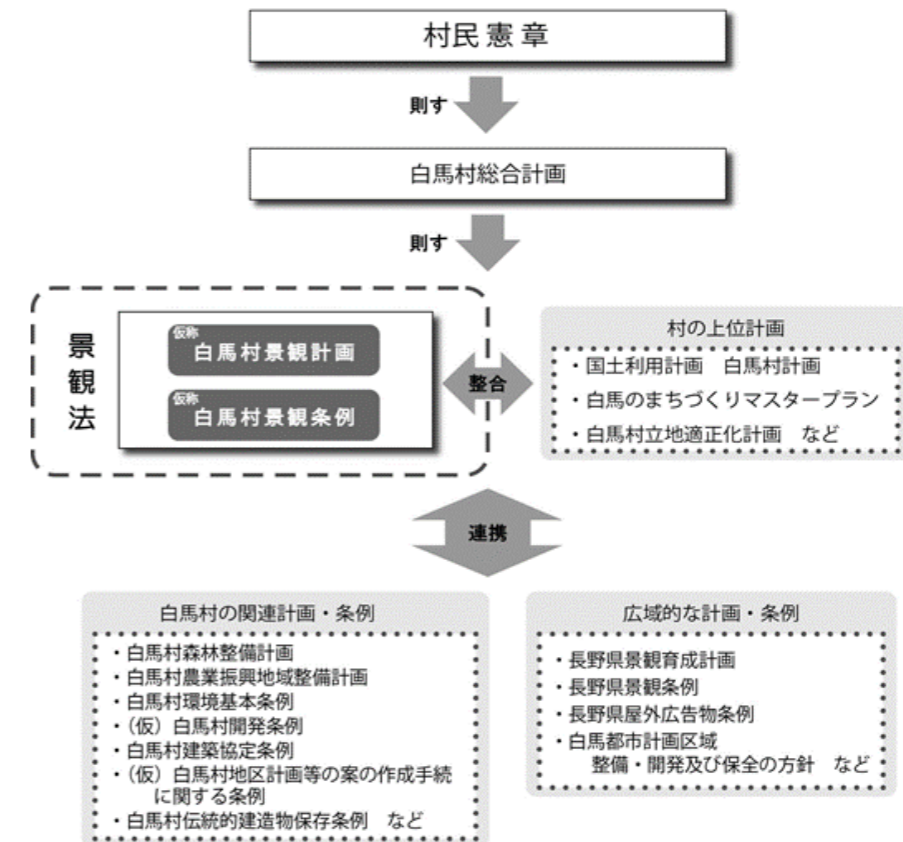 村民憲章
則す
白馬村総合計画
則す
景観法
仮称
白馬村景観計画
仮称
白馬村景観条例
整合
村の上位計画
・国土利用計画　白馬村計画
・白馬のまちづくりマスタープラン
・白馬村立地適正化計画　など
連携
白馬村の関連計画・条例
・白馬村森林整備計画
・白馬村農業振興地域整備計画
・白馬村環境基本条例
・（仮）白馬村開発条例
・白馬村建築協定条例
・（仮）白馬村地区計画等の案の作成手続
に関する条例
・白馬村伝統的建造物保存条例　など
広域的な計画・条例
・長野県景観育成計画
・長野県景観条例
・長野県屋外広告物条例
・白馬都市計画区域
整備・開発及び保全の方針　など